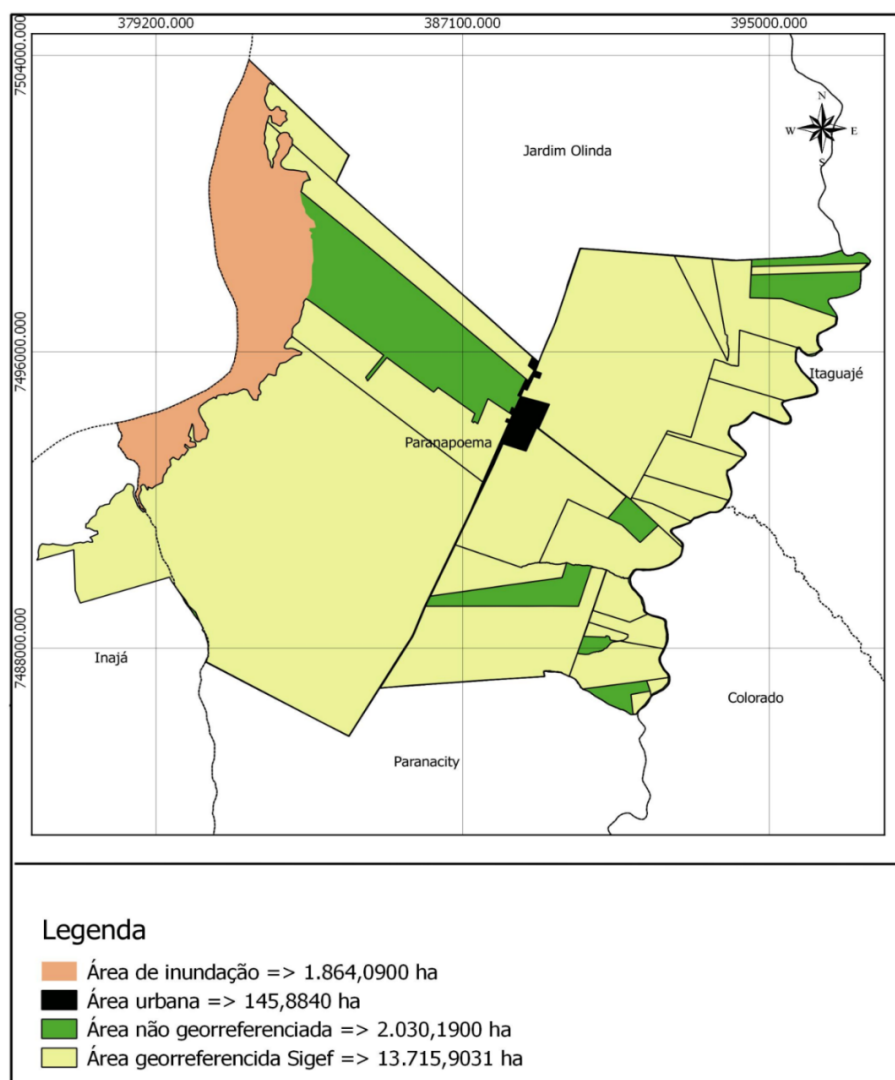 379200.000 387100.000 395000.000
7504000.000
N
W E
S
Jardim Olinda
7496000.000
Itaguajé
Paranapoema
7488000.000
Inajá
Colorado
Paranacity
Legenda
Área de inundação => 1.864,0900 ha
Área urbana => 145,8840 ha
Área não georreferenciada => 2.030,1900 ha
Área georreferencida Sigef => 13.715,9031 ha